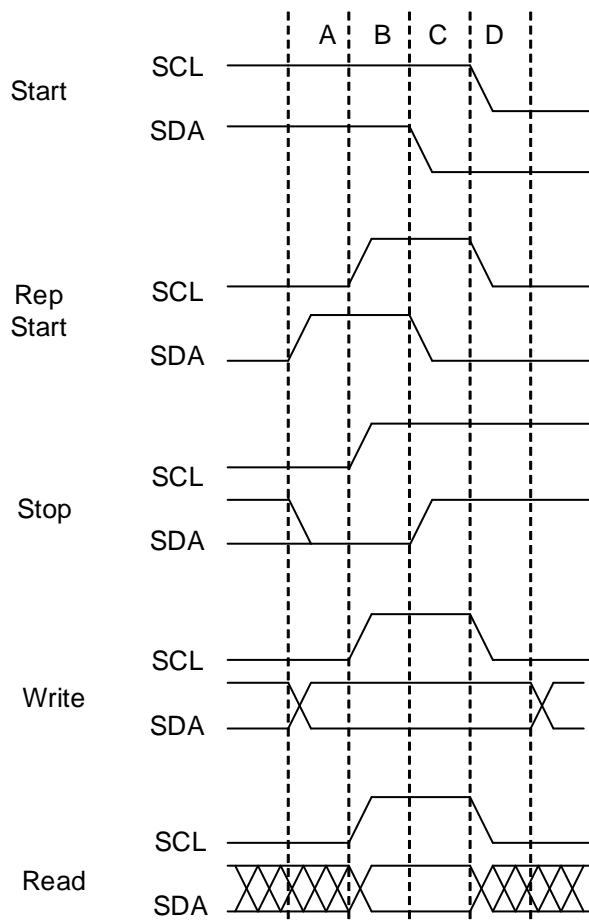 A B C D
SCL
Start
SDA
SCL
Rep
Start
SDA
SCL
Stop
SDA
SCL
Write
SDA
SCL
Read
SDA